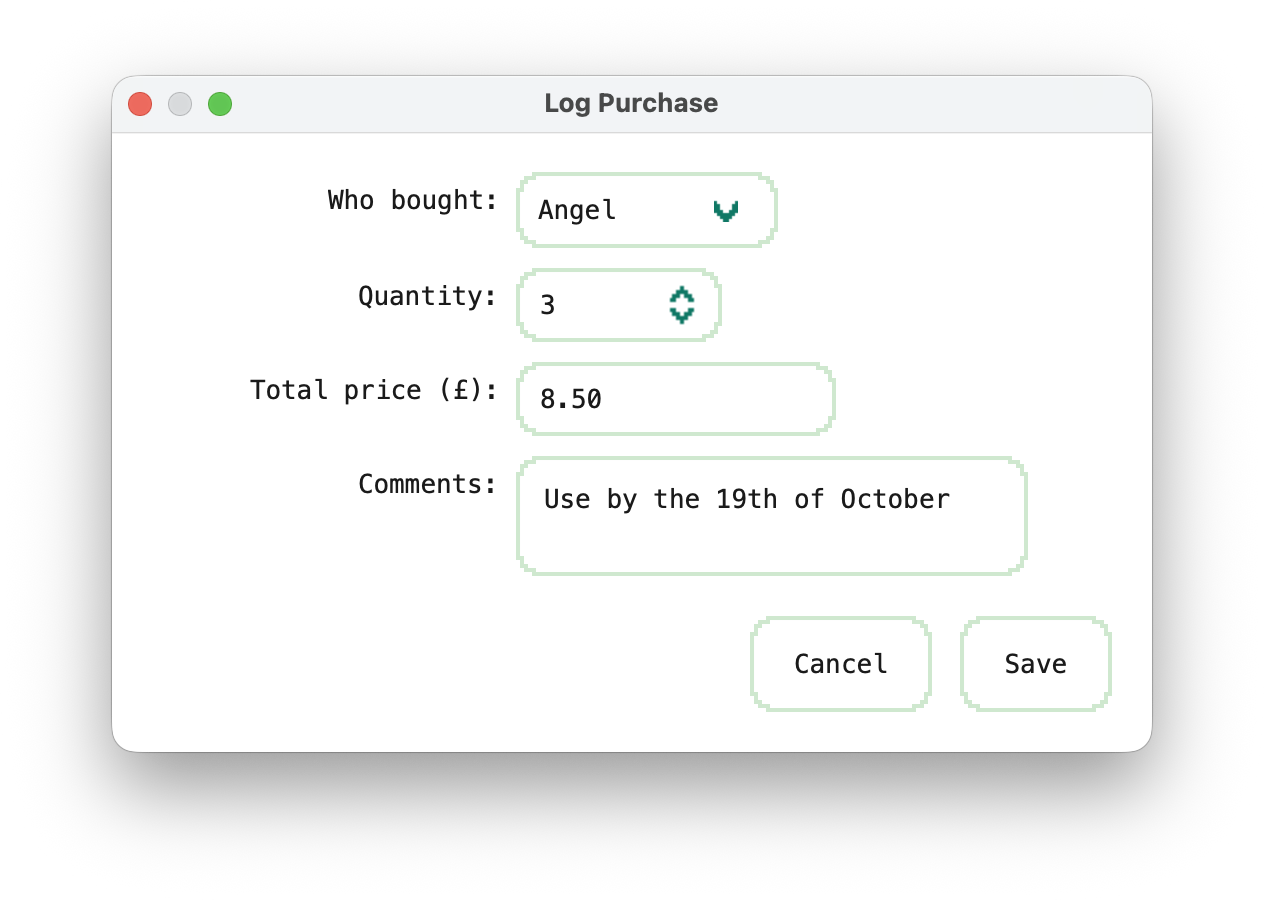 Log Purchase
Who bought: Angel
Quantity: 3
Total price (£): 8.50
Comments: Use by the 19th of October
Cancel Save